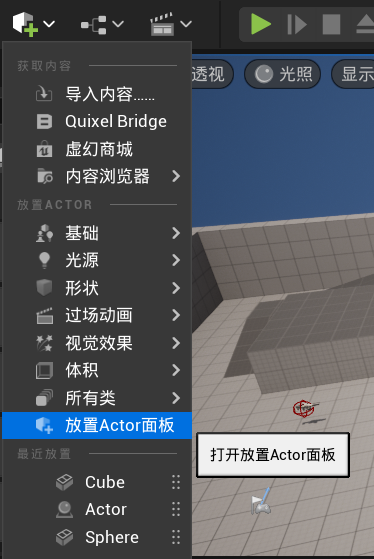 透视
光照
显示
获取内容
导入内容......
Quixel Bridge
虚幻商城
内容浏览器
放置ACTOR
基础
光源
形状
过场动画
视觉效果
体积
所有类
放置Actor面板
打开放置Actor面板
最近放置
Cube
Actor
Sphere